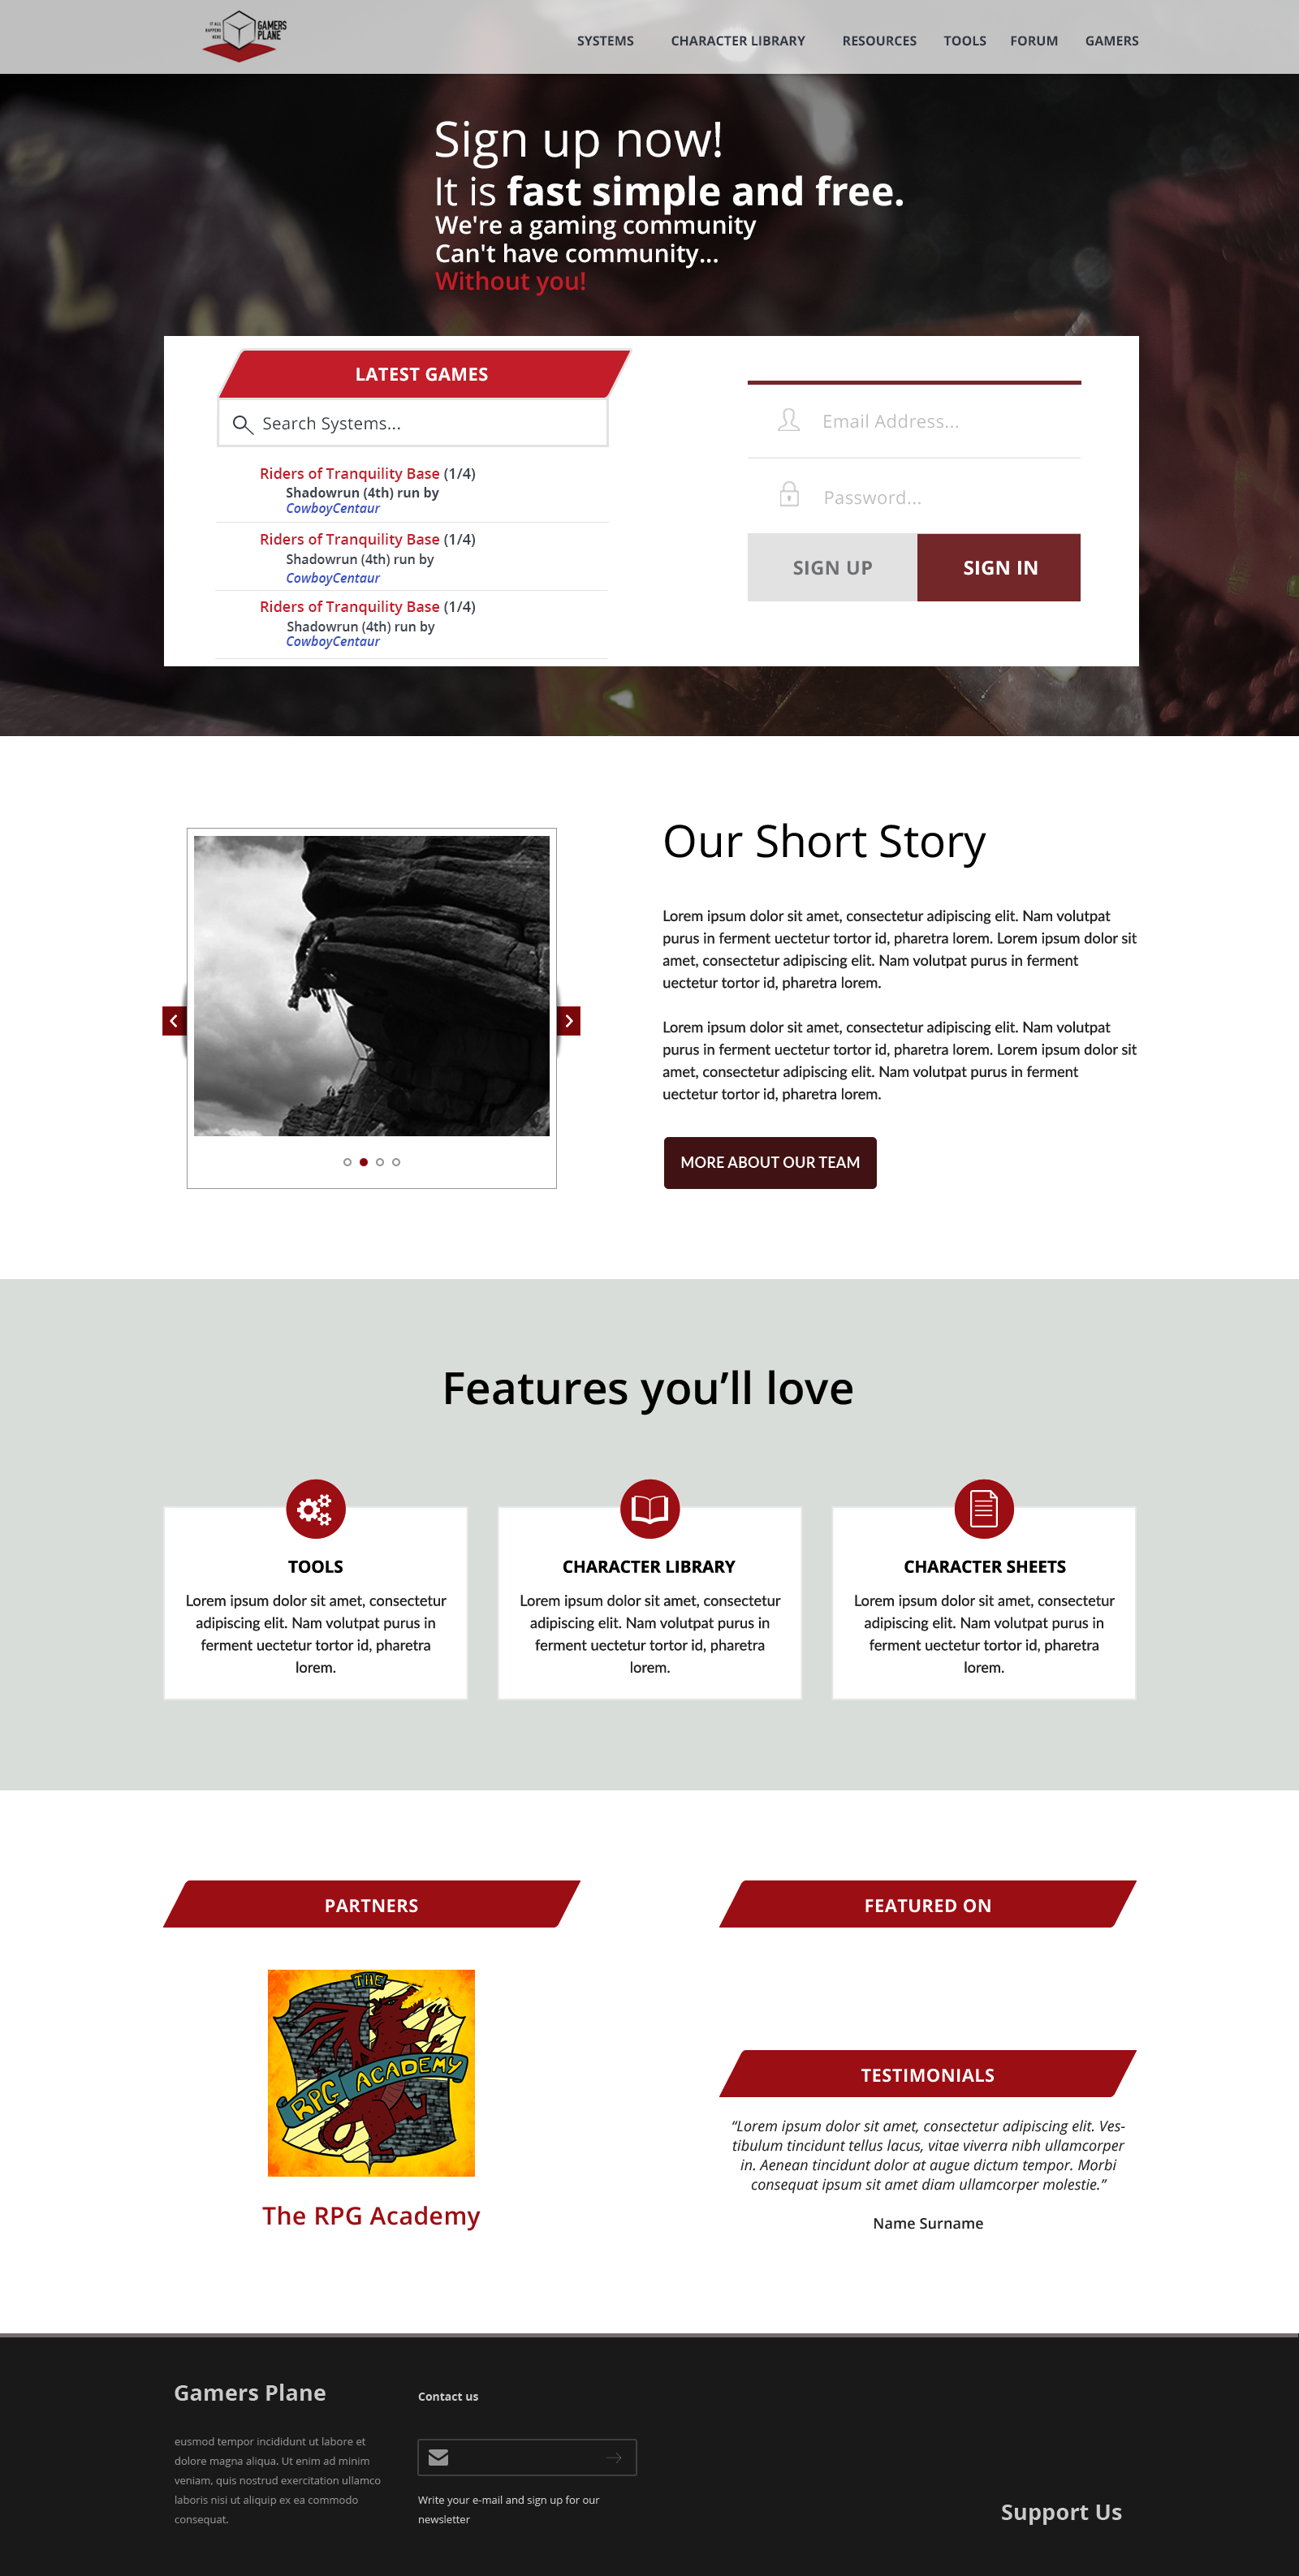 IT ALL
HAPPENS
HERE
GAMERS
PLANE
SYSTEMS
CHARACTER LIBRARY
RESOURCES
TOOLS
FORUM
GAMERS
Sign up now!
It is fast simple and free.
We're a gaming community
Can't have community...
Without you!
LATEST GAMES
Search Systems...
Riders of Tranquility Base (1/4)
Shadowrun (4th) run by
CowboyCentaur
Riders of Tranquility Base (1/4)
Shadowrun (4th) run by
CowboyCentaur
Riders of Tranquility Base (1/4)
Shadowrun (4th) run by
CowboyCentaur
Email Address...
Password...
SIGN UP
SIGN IN
Our Short Story
Lorem ipsum dolor sit amet, consectetur adipiscing elit. Nam volutpat
purus in ferment uectetur tortor id, pharetra lorem. Lorem ipsum dolor sit
amet, consectetur adipiscing elit. Nam volutpat purus in ferment
uectetur tortor id, pharetra lorem.
Lorem ipsum dolor sit amet, consectetur adipiscing elit. Nam volutpat
purus in ferment uectetur tortor id, pharetra lorem. Lorem ipsum dolor sit
amet, consectetur adipiscing elit. Nam volutpat purus in ferment
uectetur tortor id, pharetra lorem.
MORE ABOUT OUR TEAM
Features you’ll love
TOOLS
Lorem ipsum dolor sit amet, consectetur
adipiscing elit. Nam volutpat purus in
ferment uectetur tortor id, pharetra
lorem.
CHARACTER LIBRARY
Lorem ipsum dolor sit amet, consectetur
adipiscing elit. Nam volutpat purus in
ferment uectetur tortor id, pharetra
lorem.
CHARACTER SHEETS
Lorem ipsum dolor sit amet, consectetur
adipiscing elit. Nam volutpat purus in
ferment uectetur tortor id, pharetra
lorem.
PARTNERS
THE
RPG ACADEMY
The RPG Academy
FEATURED ON
TESTIMONIALS
“Lorem ipsum dolor sit amet, consectetur adipiscing elit. Ves-
tibulum tincidunt tellus lacus, vitae viverra nibh ullamcorper
in. Aenean tincidunt dolor at augue dictum tempor. Morbi
consequat ipsum sit amet diam ullamcorper molestie.”
Name Surname
Gamers Plane
eusmod tempor incididunt ut labore et
dolore magna aliqua. Ut enim ad minim
veniam, quis nostrud exercitation ullamco
laboris nisi ut aliquip ex ea commodo
consequat.
Contact us
Write your e-mail and sign up for our
newsletter
Support Us